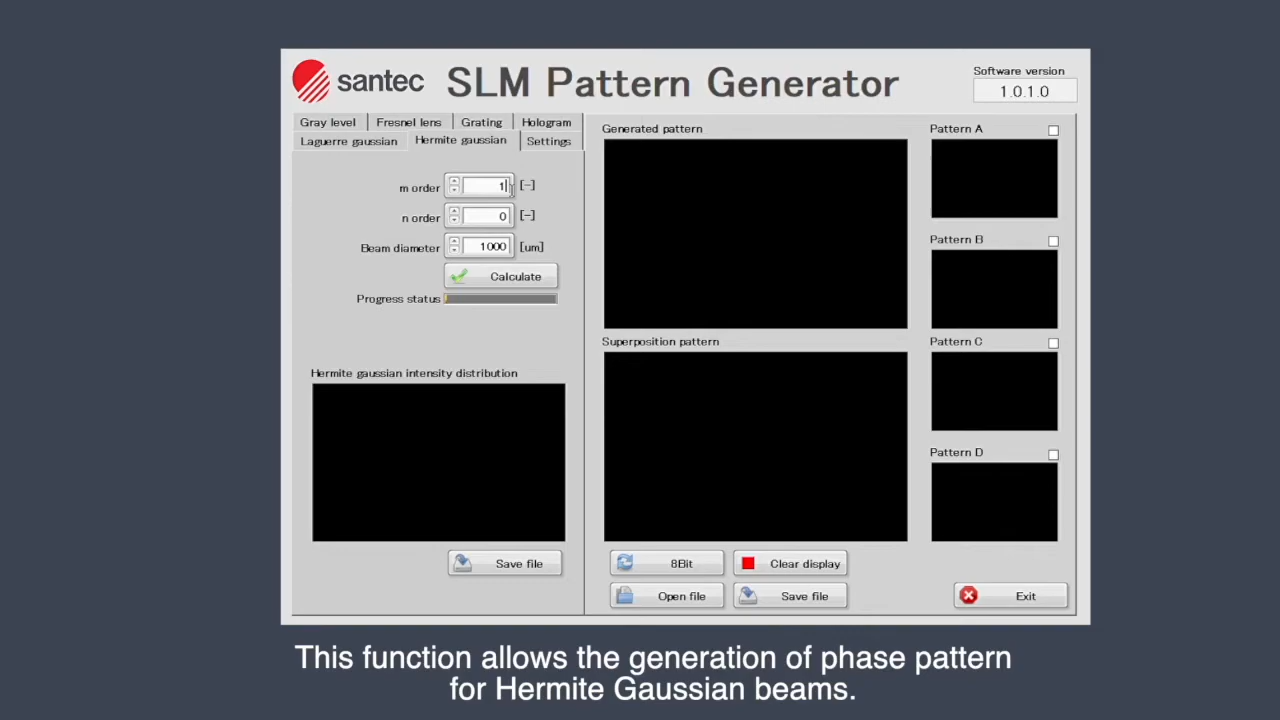 santec
SLM Pattern Generator
Software version
1.0.1.0
Gray level
Fresnel lens
Grating
Hologram
Laguerre gaussian
Hermite gaussian
Settings
m order
1
[-]
n order
0
[-]
Beam diameter
1000
[um]
Calculate
Progress status
Hermite gaussian intensity distribution
Save file
Generated pattern
Superposition pattern
Pattern A
Pattern B
Pattern C
Pattern D
8Bit
Clear display
Open file
Save file
Exit
This function allows the generation of phase pattern
for Hermite Gaussian beams.